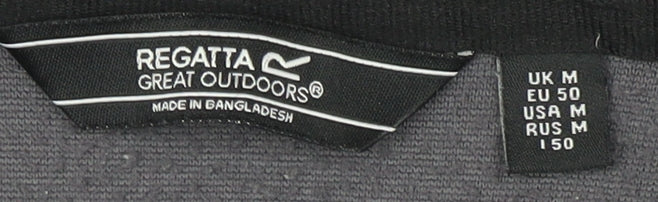 REGATTA R
GREAT OUTDOORS®
MADE IN BANGLADESH
UK M
EU 50
USA M
RUS M
I 50